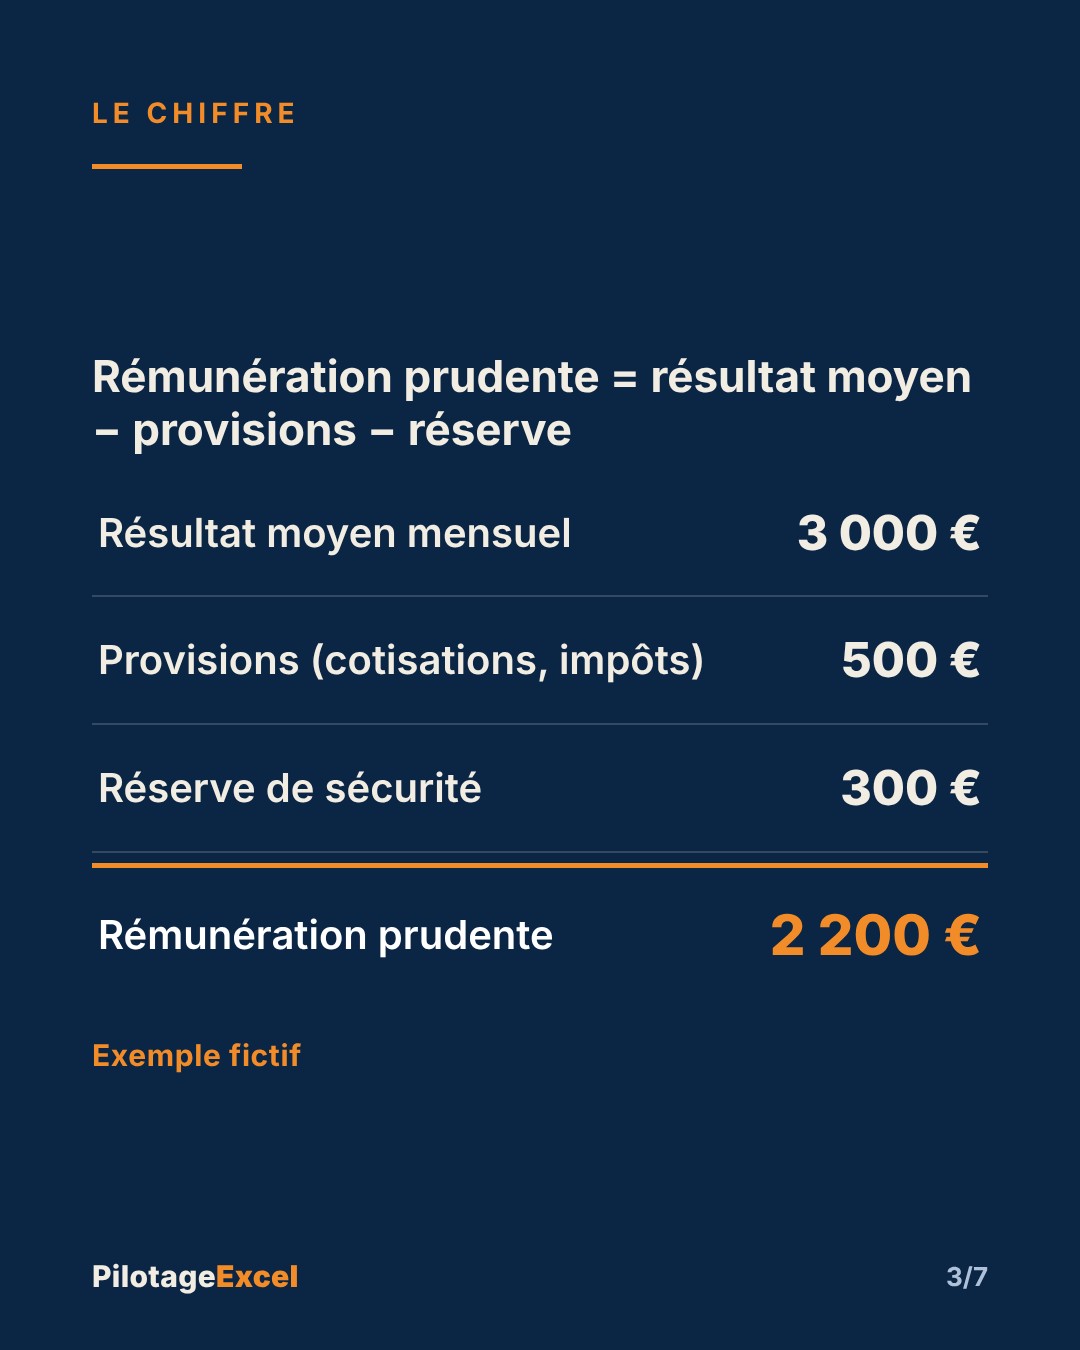 LE CHIFFRE
Rémunération prudente = résultat moyen
− provisions − réserve
Résultat moyen mensuel 3 000 €
Provisions (cotisations, impôts) 500 €
Réserve de sécurité 300 €
Rémunération prudente 2 200 €
Exemple fictif
PilotageExcel 3/7